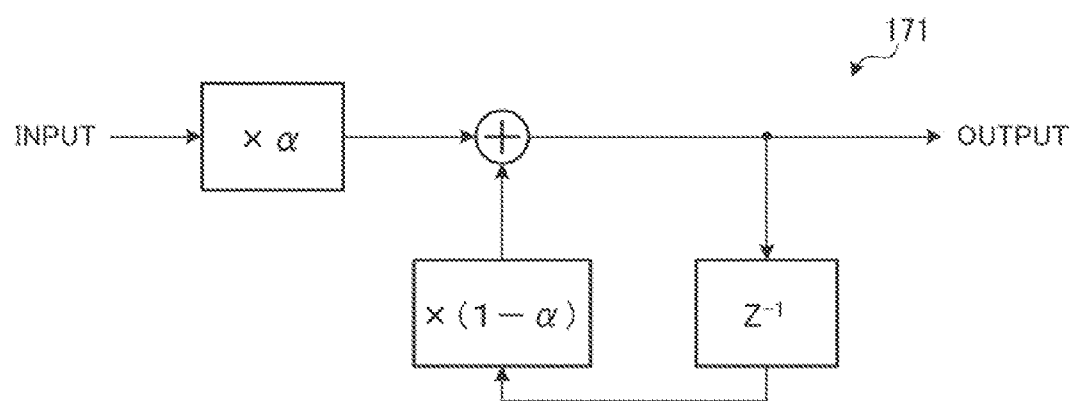 171
INPUT
× α
+
OUTPUT
× (1 − α)
Z⁻¹